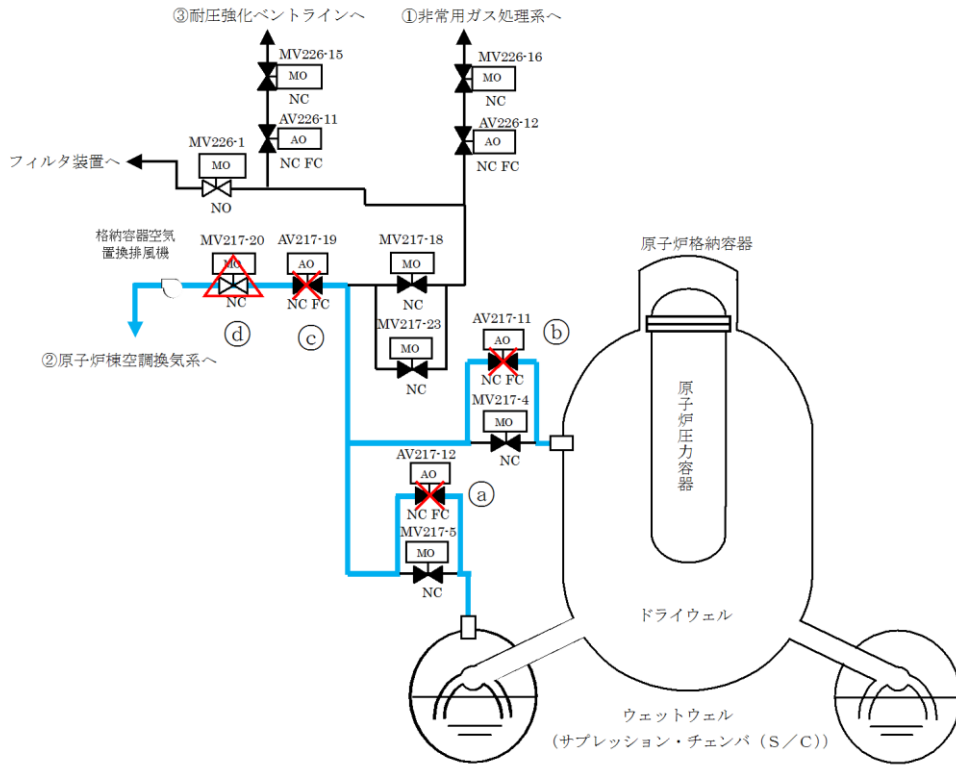 ③耐圧強化ベントラインへ
①非常用ガス処理系へ
MV226-15
MO
NC
MV226-16
MO
NC
AV226-11
AO
NC FC
AV226-12
AO
NC FC
MV226-1
MO
NO
フィルタ装置へ
格納容器空気
置換排風機
MV217-20
MO
NC
AV217-19
AO
NC FC
MV217-18
MO
原子炉格納容器
ⓓ
ⓒ
MV217-23
MO
NC
AV217-11
AO
NC FC
ⓑ
②原子炉棟空調換気系へ
MV217-4
MO
NC
原子炉圧力容器
AV217-12
AO
NC FC
ⓐ
MV217-5
MO
NC
ドライウェル
ウェットウェル
（サプレッション・チェンバ（S／C））